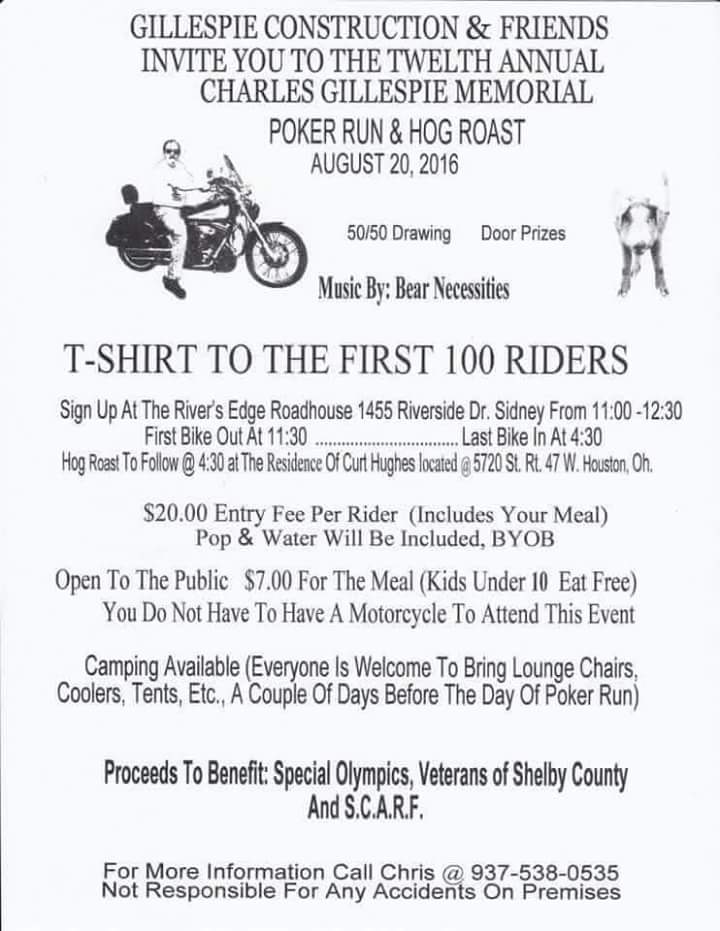 GILLESPIE CONSTRUCTION & FRIENDS
INVITE YOU TO THE TWELTH ANNUAL
CHARLES GILLESPIE MEMORIAL
POKER RUN & HOG ROAST
AUGUST 20, 2016
50/50 Drawing Door Prizes
Music By: Bear Necessities
T-SHIRT TO THE FIRST 100 RIDERS
Sign Up At The River's Edge Roadhouse 1455 Riverside Dr. Sidney From 11:00 -12:30
First Bike Out At 11:30 ................................ Last Bike In At 4:30
Hog Roast To Follow @ 4:30 at The Residence Of Curt Hughes located @ 5720 St. Rt. 47 W. Houston, Oh.
$20.00 Entry Fee Per Rider (Includes Your Meal)
Pop & Water Will Be Included, BYOB
Open To The Public $7.00 For The Meal (Kids Under 10 Eat Free)
You Do Not Have To Have A Motorcycle To Attend This Event
Camping Available (Everyone Is Welcome To Bring Lounge Chairs,
Coolers, Tents, Etc., A Couple Of Days Before The Day Of Poker Run)
Proceeds To Benefit: Special Olympics, Veterans of Shelby County
And S.C.A.R.F.
For More Information Call Chris @ 937-538-0535
Not Responsible For Any Accidents On Premises